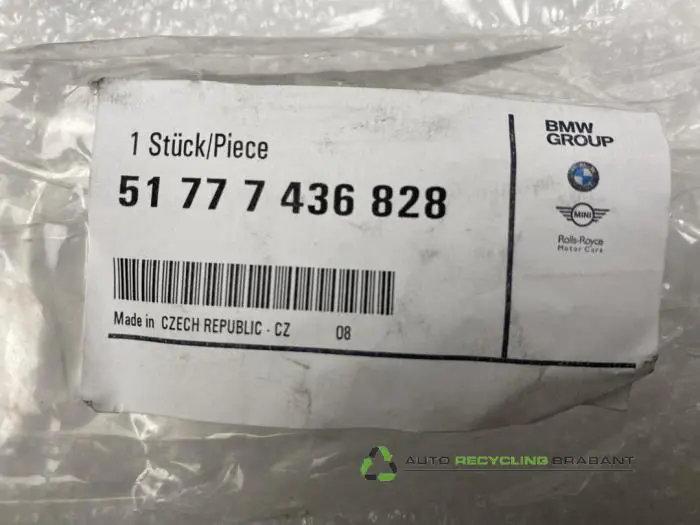 1 Stück/Piece
51 77 7 436 828
Made in CZECH REPUBLIC - CZ 08
BMW
GROUP
MINI
Rolls-Royce
Motor Cars
AUTO RECYCLING BRABANT